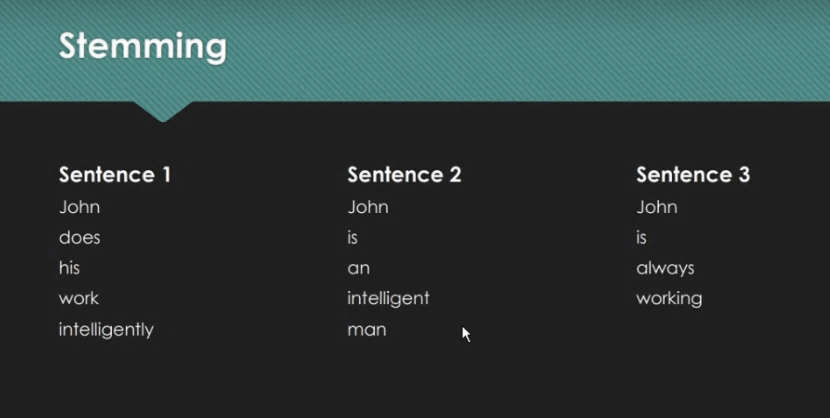 Stemming
Sentence 1
John
does
his
work
intelligently
Sentence 2
John
is
an
intelligent
man
Sentence 3
John
is
always
working